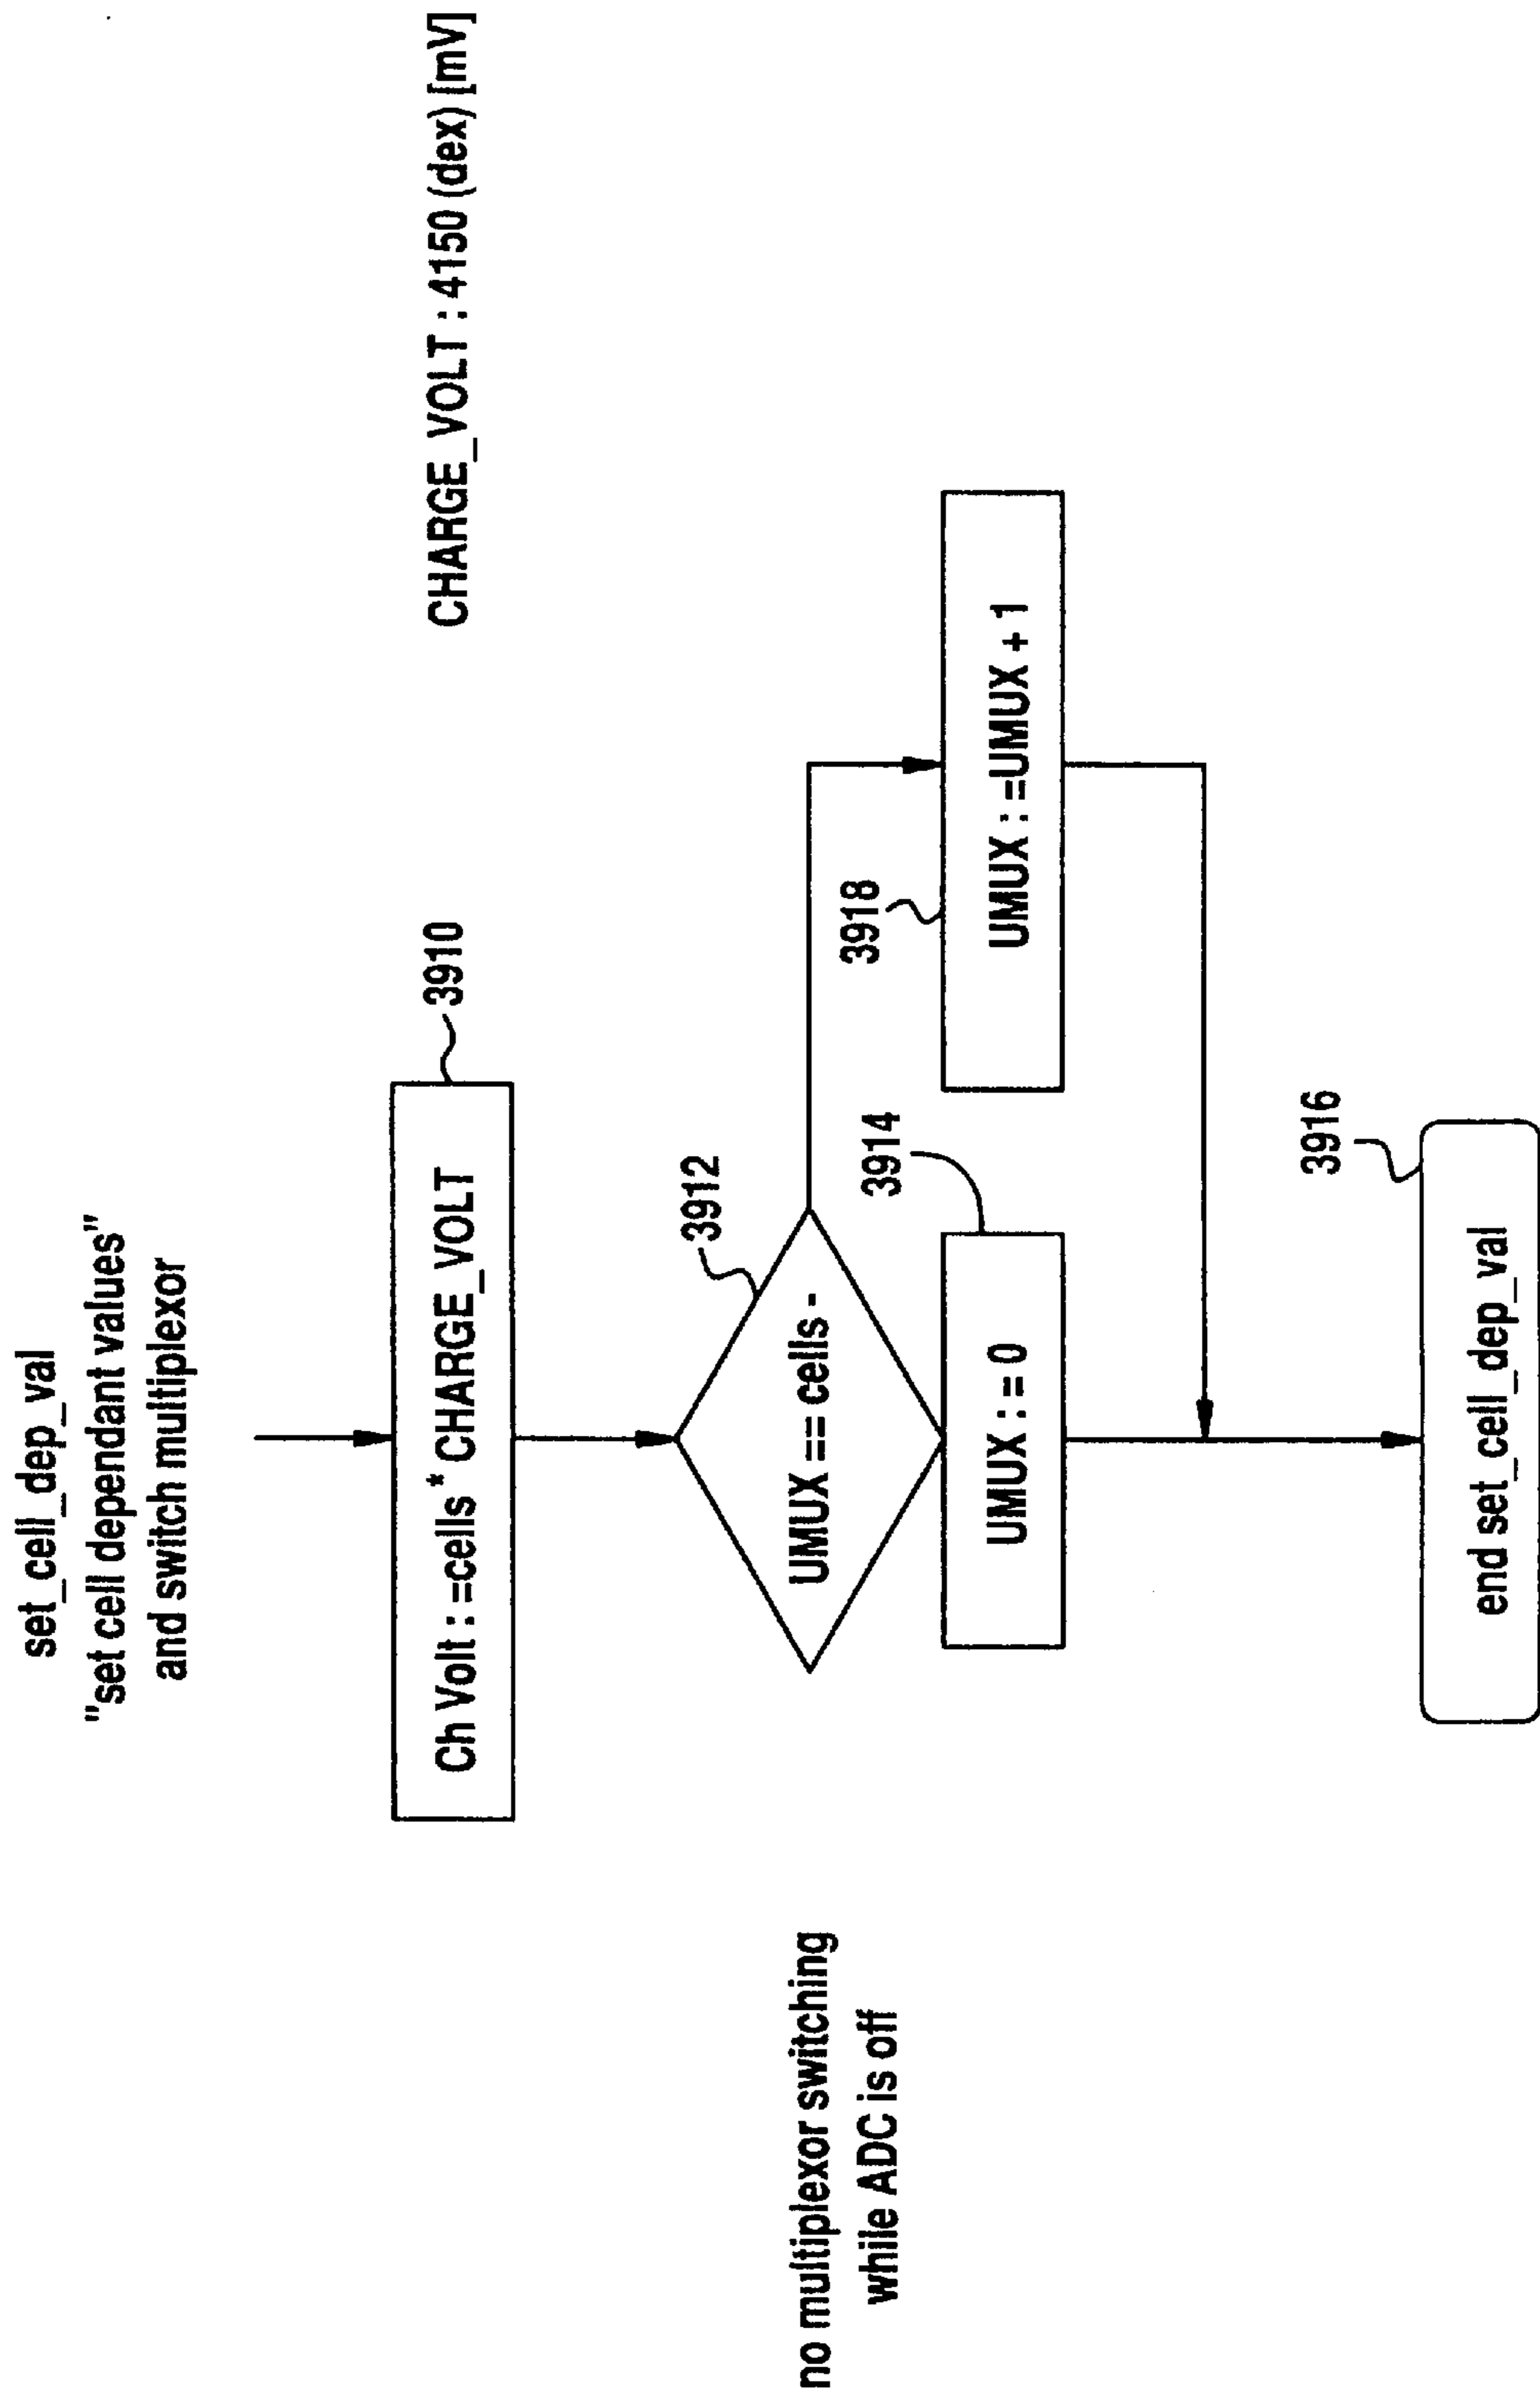 set_cell_dep_val
"set cell dependant values"
and switch multiplexor
Ch Volt : =cells* CHARGE_VOLT
3910
CHARGE_VOLT : 4150 (dex) [mV]
no multiplexor switching
while ADC is off
UMUX == cells -
3912
UMUX : = 0
3914
UMUX : =UMUX + 1
3918
end set_cell_dep_val
3916